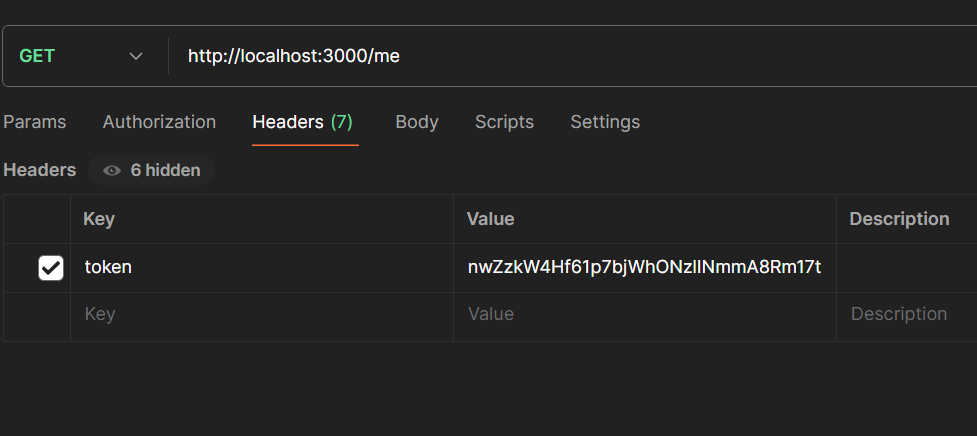 GET http://localhost:3000/me
Params Authorization Headers (7) Body Scripts Settings
Headers 6 hidden
Key Value Description
token nwZzkW4Hf61p7bjWhONzlINmmA8Rm17t
Key Value Description